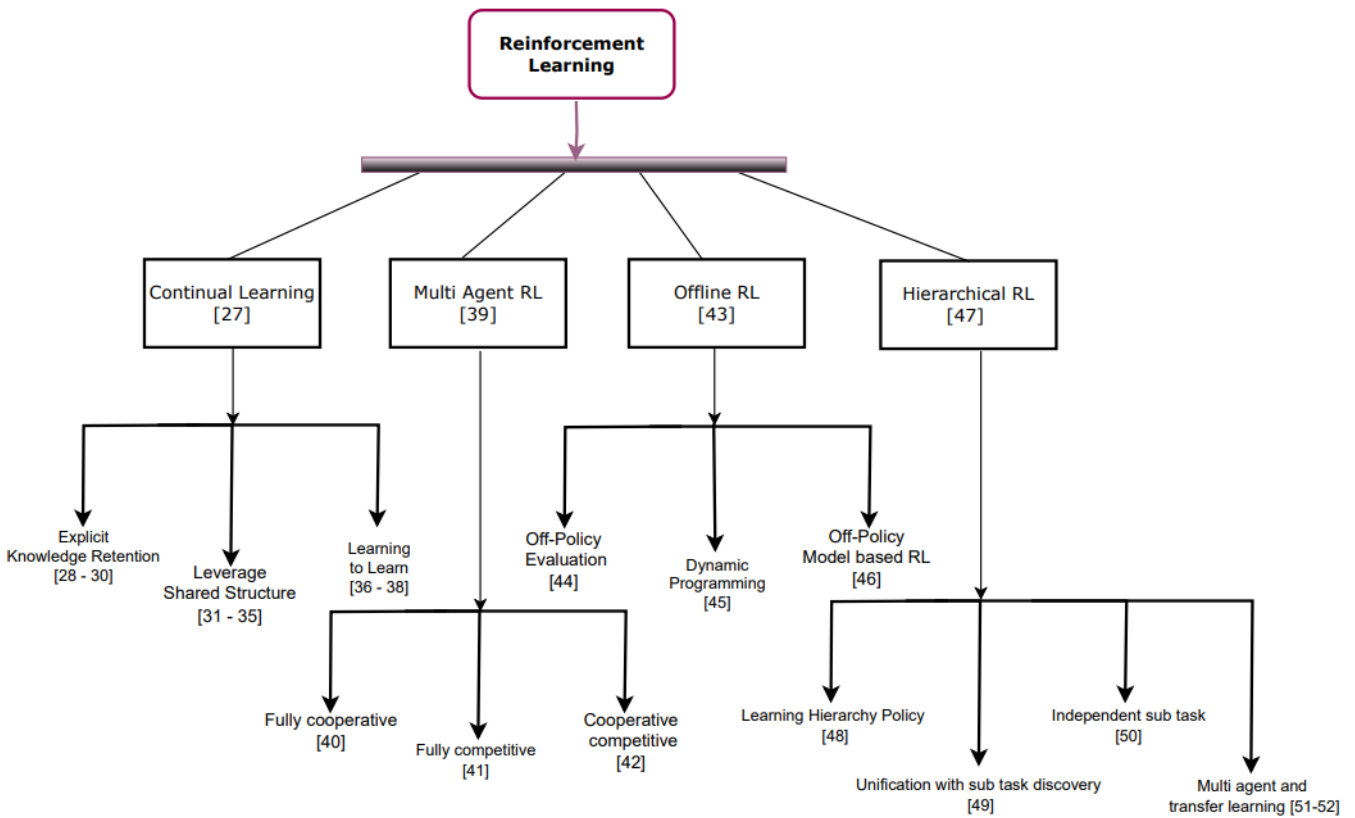 Reinforcement
Learning
Continual Learning
[27]
Multi Agent RL
[39]
Offline RL
[43]
Hierarchical RL
[47]
Explicit
Knowledge Retention
[28 - 30]
Leverage
Shared Structure
[31 - 35]
Learning
to Learn
[36 - 38]
Off-Policy
Evaluation
[44]
Dynamic
Programming
[45]
Off-Policy
Model based RL
[46]
Fully cooperative
[40]
Fully competitive
[41]
Cooperative
competitive
[42]
Learning Hierarchy Policy
[48]
Unification with sub task discovery
[49]
Independent sub task
[50]
Multi agent and
transfer learning [51-52]